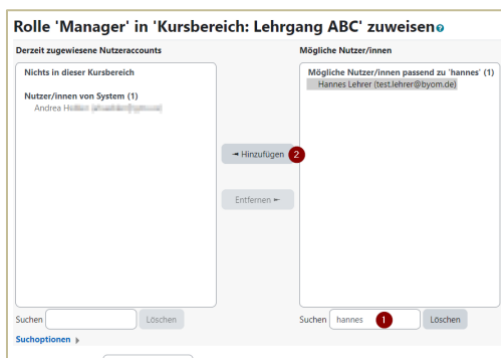 Rolle 'Manager' in 'Kursbereich: Lehrgang ABC' zuweisen
Derzeit zugewiesene Nutzeraccounts
Nichts in dieser Kursbereich
Nutzer/innen von System (1)
Andrea
Mögliche Nutzer/innen
Mögliche Nutzer/innen passend zu 'hannes' (1)
Hannes Lehrer (test.lehrer@byom.de)
Hinzufügen 2
Entfernen
Suchen Löschen
Suchen hannes 1 Löschen
Suchoptionen